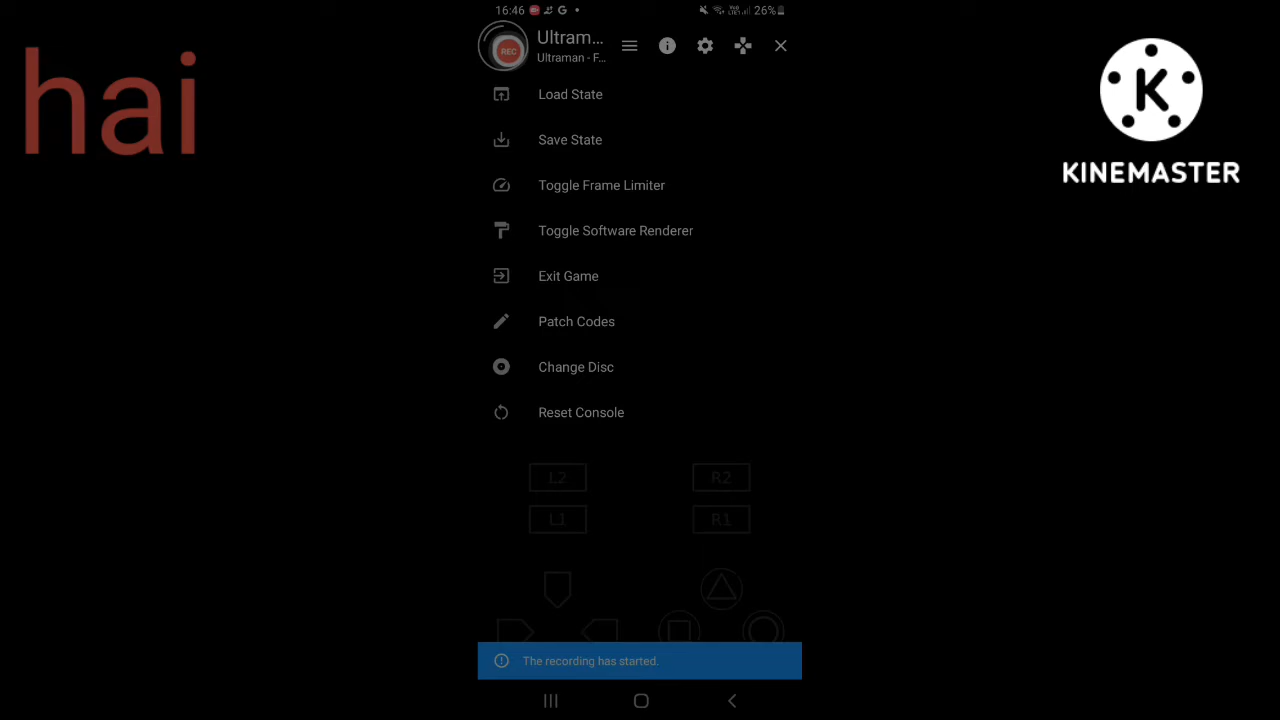 16:46
26%
hai
REC
Ultram...
Ultraman - F...
K
KINEMASTER
Load State
Save State
Toggle Frame Limiter
Toggle Software Renderer
Exit Game
Patch Codes
Change Disc
Reset Console
L2
R2
L1
R1
The recording has started.